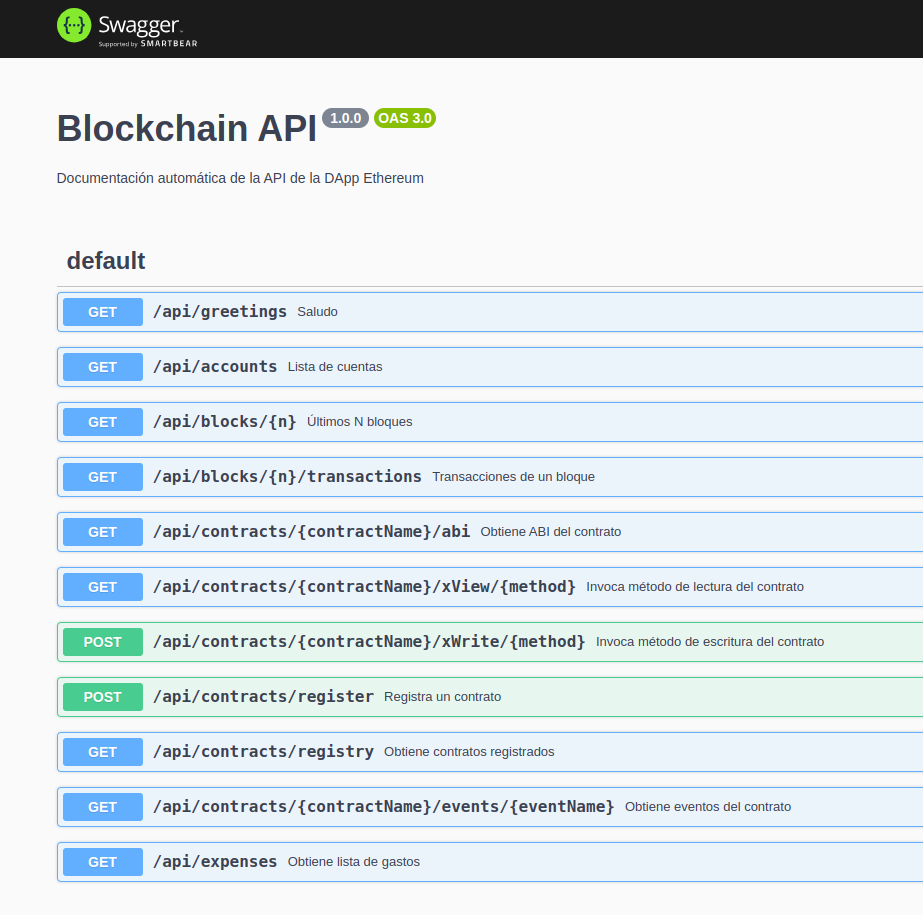 Swagger
Supported by SMARTBEAR
Blockchain API 1.0.0 OAS 3.0
Documentación automática de la API de la DApp Ethereum
default
GET /api/greetings Saludo
GET /api/accounts Lista de cuentas
GET /api/blocks/{n} Últimos N bloques
GET /api/blocks/{n}/transactions Transacciones de un bloque
GET /api/contracts/{contractName}/abi Obtiene ABI del contrato
GET /api/contracts/{contractName}/xView/{method} Invoca método de lectura del contrato
POST /api/contracts/{contractName}/xWrite/{method} Invoca método de escritura del contrato
POST /api/contracts/register Registra un contrato
GET /api/contracts/registry Obtiene contratos registrados
GET /api/contracts/{contractName}/events/{eventName} Obtiene eventos del contrato
GET /api/expenses Obtiene lista de gastos